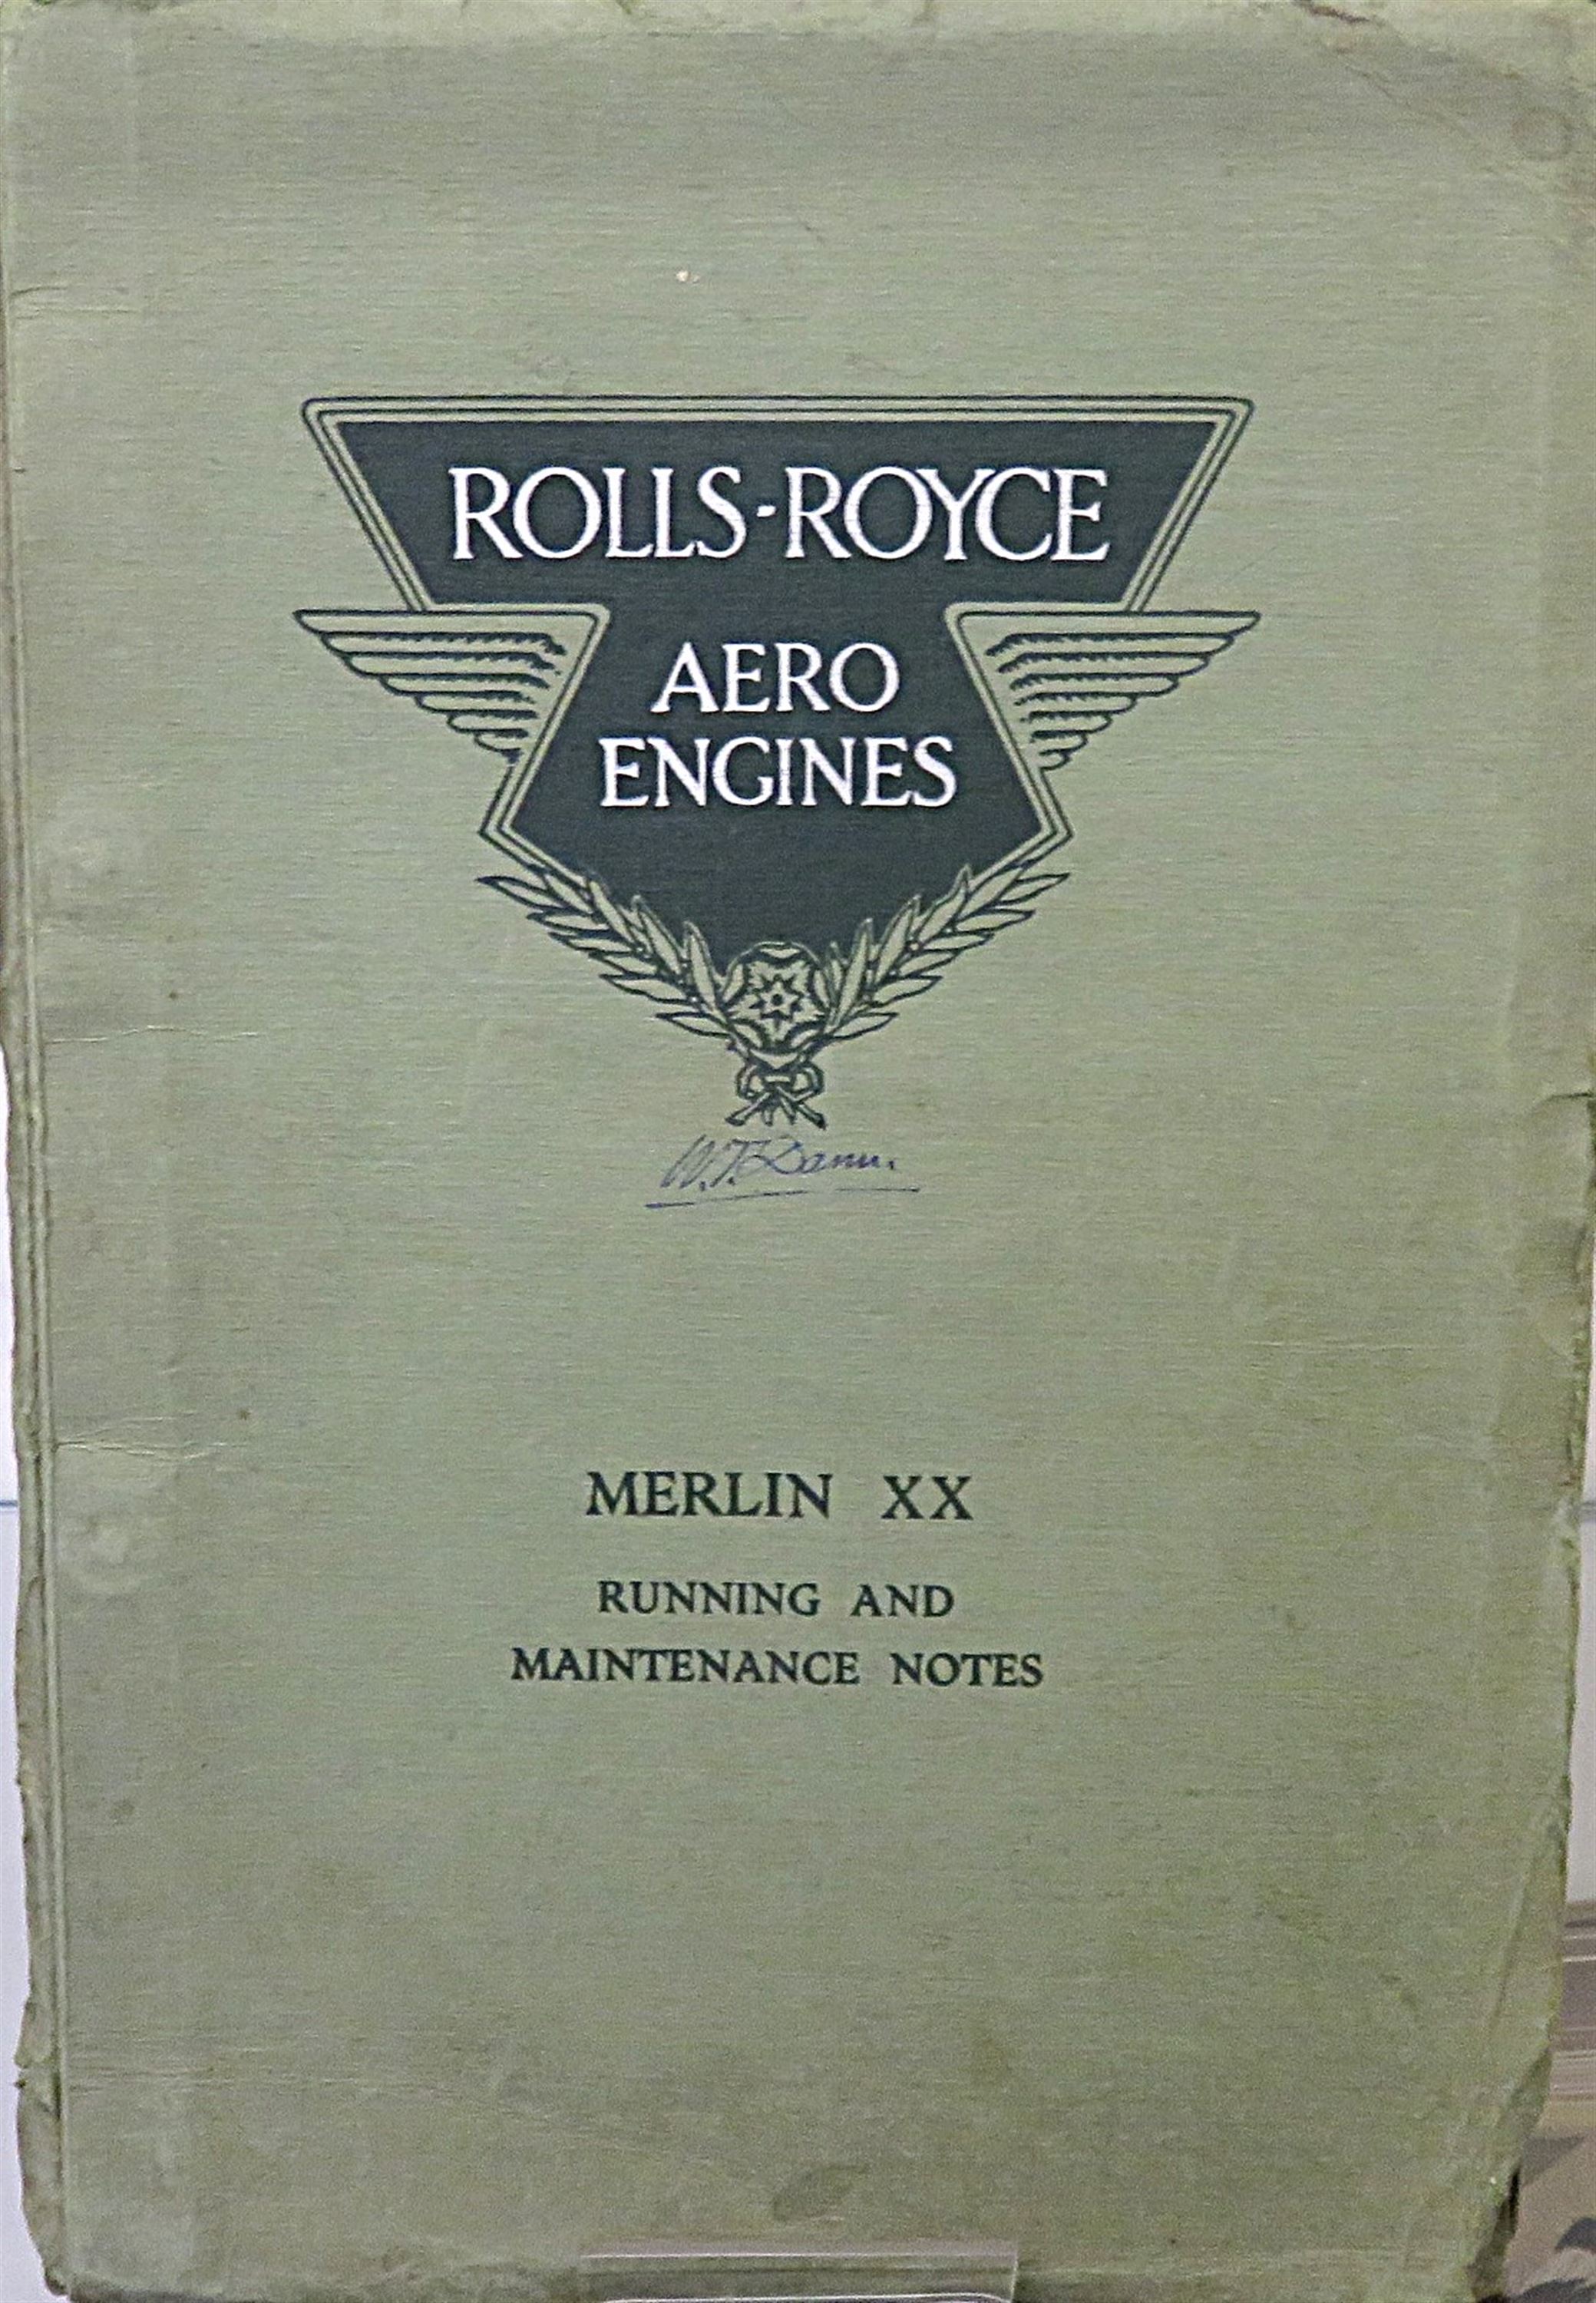 ROLLS-ROYCE
AERO
ENGINES
W.T.
MERLIN XX
RUNNING AND
MAINTENANCE NOTES